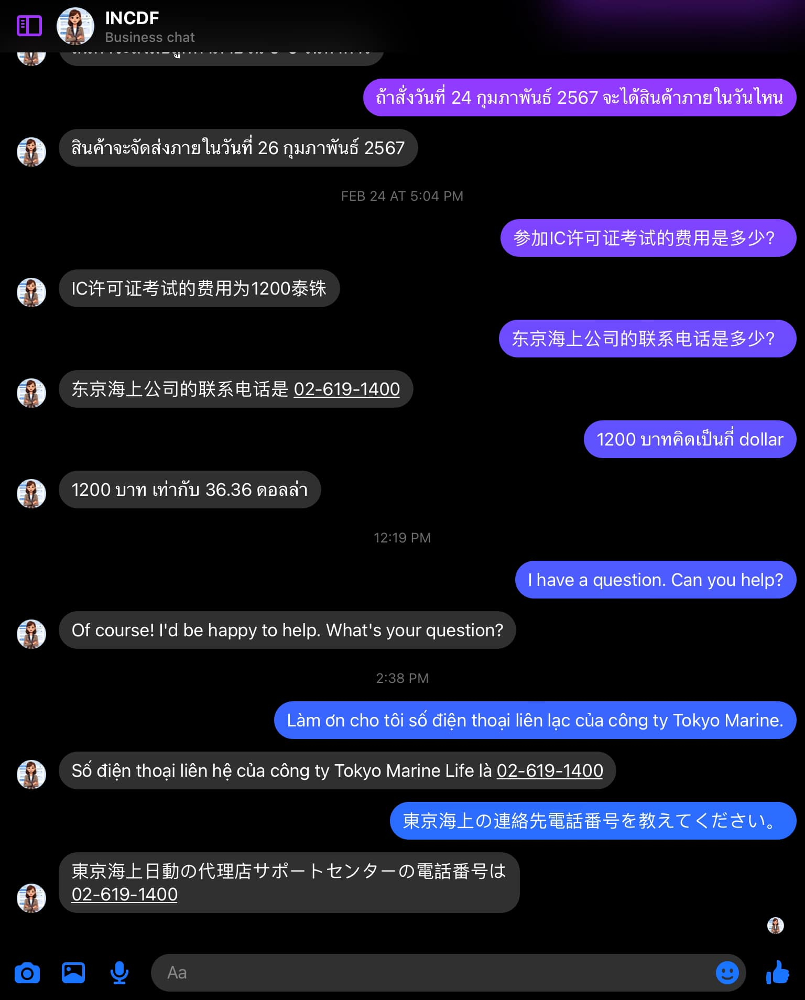 INCDF
Business chat
ถ้าสั่งวันที่ 24 กุมภาพันธ์ 2567 จะได้สินค้าภายในวันไหน
สินค้าจะจัดส่งภายในวันที่ 26 กุมภาพันธ์ 2567
FEB 24 AT 5:04 PM
参加IC许可证考试的费用是多少？
IC许可证考试的费用为1200泰铢
东京海上公司的联系电话是多少？
东京海上公司的联系电话是 02-619-1400
1200 บาทคิดเป็นกี่ dollar
1200 บาท เท่ากับ 36.36 ดอลล่า
12:19 PM
I have a question. Can you help?
Of course! I'd be happy to help. What's your question?
2:38 PM
Làm ơn cho tôi số điện thoại liên lạc của công ty Tokyo Marine.
Số điện thoại liên hệ của công ty Tokyo Marine Life là 02-619-1400
東京海上の連絡先電話番号を教えてください。
東京海上日動の代理店サポートセンターの電話番号は
02-619-1400
Aa